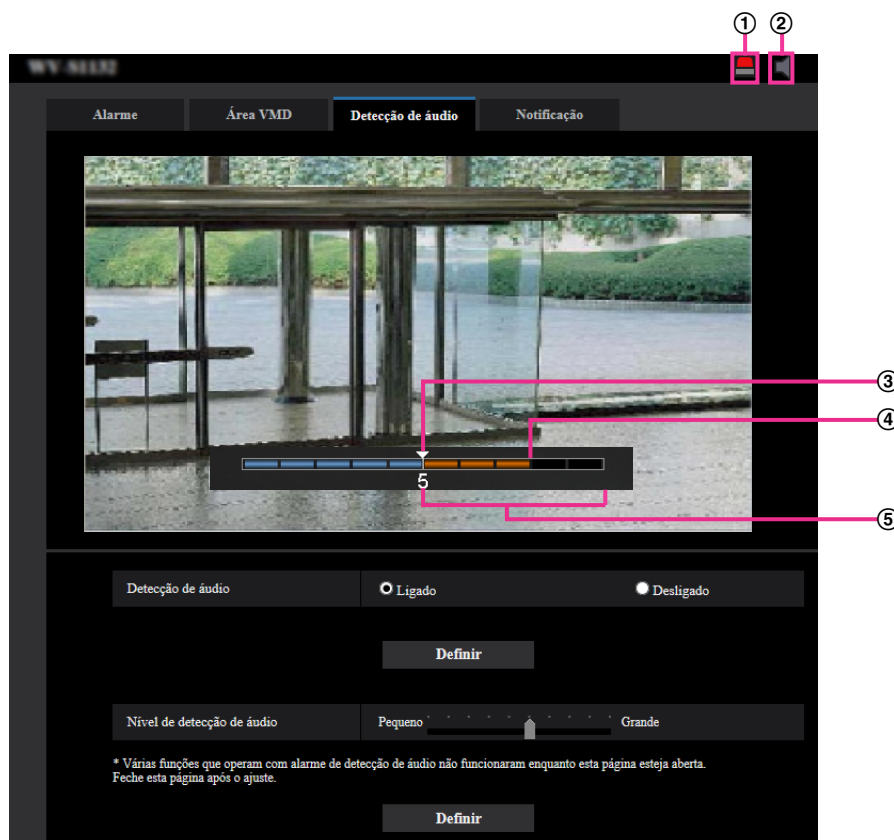 ① ②
WV-S1132
Alarme Área VMD Detecção de áudio Notificação
③
④
5
⑤
Detecção de áudio Ligado Desligado
Definir
Nível de detecção de áudio Pequeno Grande
* Várias funções que operam com alarme de detecção de áudio não funcionaram enquanto esta página esteja aberta.
Feche esta página após o ajuste.
Definir